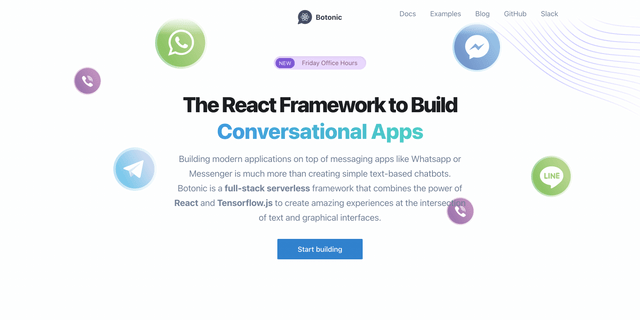 Botonic
Docs Examples Blog GitHub Slack
NEW Friday Office Hours
The React Framework to Build
Conversational Apps
Building modern applications on top of messaging apps like Whatsapp or
Messenger is much more than creating simple text-based chatbots.
Botonic is a full-stack serverless framework that combines the power of
React and Tensorflow.js to create amazing experiences at the intersection
of text and graphical interfaces.
LINE
Start building